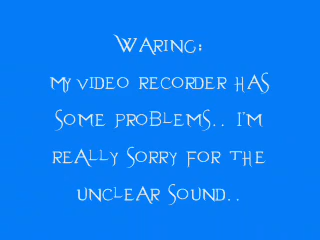 Waring:
My video recorder has
some problems.. I'm
really sorry for the
unclear sound..